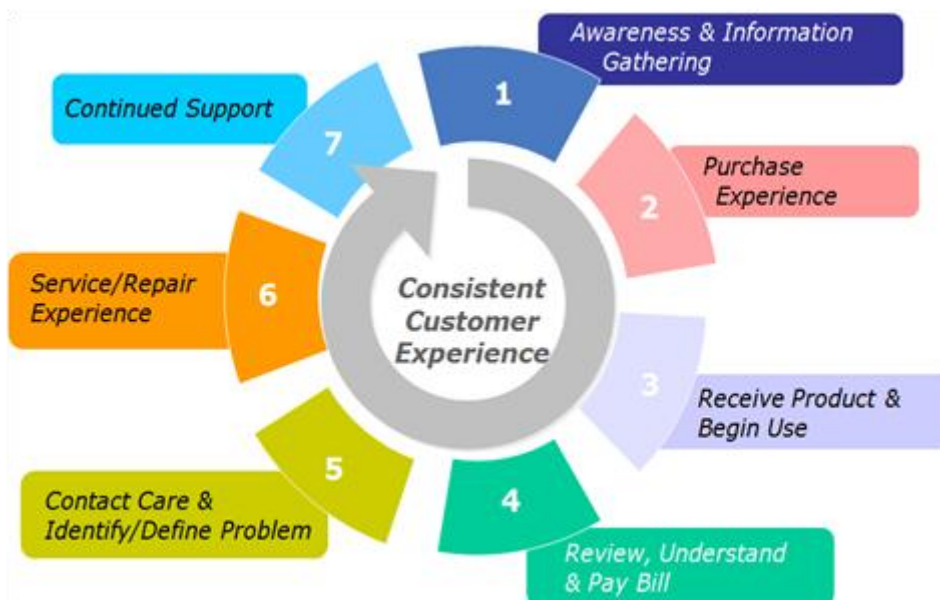 1
Awareness & Information
Gathering
2
Purchase
Experience
3
Receive Product &
Begin Use
4
Review, Understand
& Pay Bill
5
Contact Care &
Identify/Define Problem
6
Service/Repair
Experience
7
Continued Support
Consistent
Customer
Experience